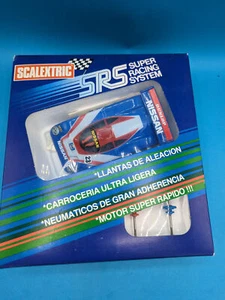 SCALEXTRIC
SRS
SUPER
RACING
SYSTEM
NISSAN
23
*LLANTAS DE ALEACION
*CARROCERIA ULTRA LIGERA
*NEUMATICOS DE GRAN ADHERENCIA
*MOTOR SUPER RAPIDO !!!